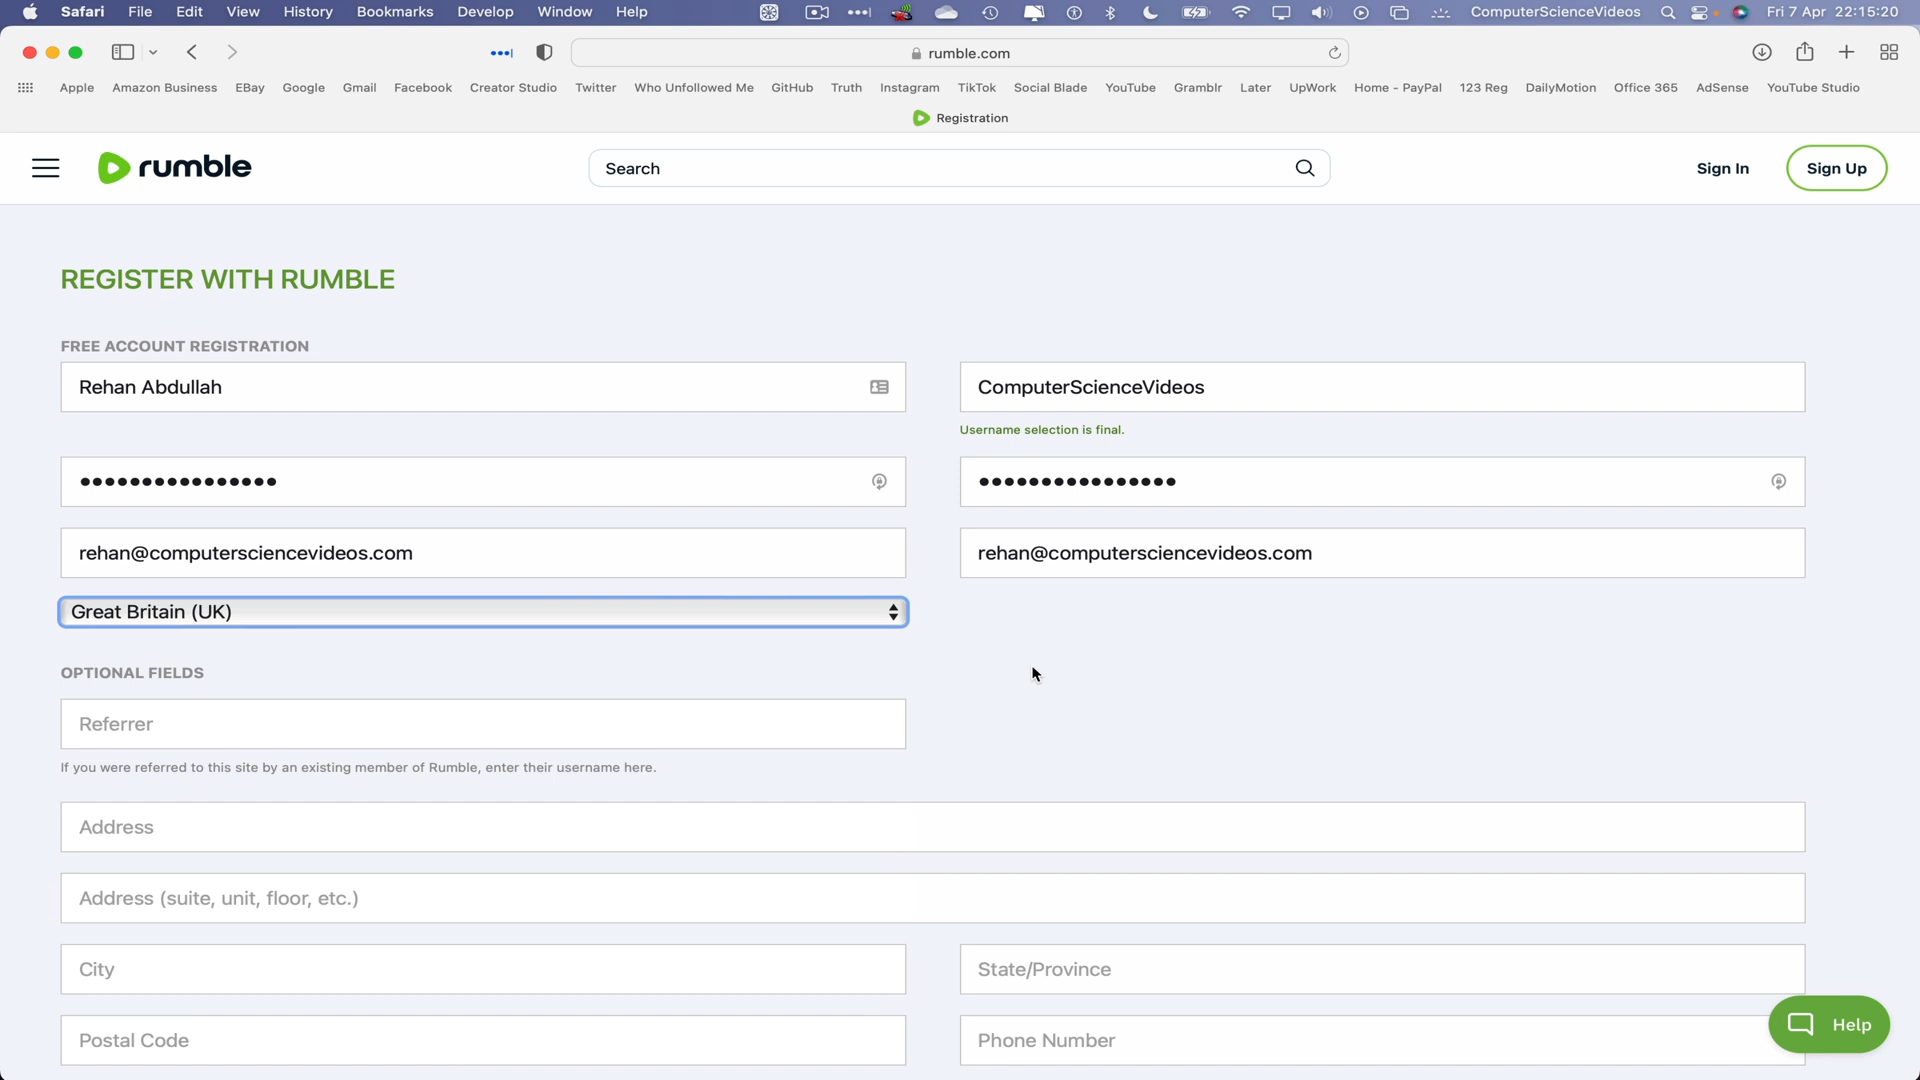 Safari File Edit View History Bookmarks Develop Window Help ComputerScienceVideos Fri 7 Apr 22:15:20
rumble.com
Apple Amazon Business EBay Google Gmail Facebook Creator Studio Twitter Who Unfollowed Me GitHub Truth Instagram TikTok Social Blade YouTube Gramblr Later UpWork Home - PayPal 123 Reg DailyMotion Office 365 AdSense YouTube Studio
Registration
rumble Search Sign In Sign Up
REGISTER WITH RUMBLE
FREE ACCOUNT REGISTRATION
Rehan Abdullah ComputerScienceVideos
Username selection is final.
rehan@computersciencevideos.com rehan@computersciencevideos.com
Great Britain (UK)
OPTIONAL FIELDS
Referrer
If you were referred to this site by an existing member of Rumble, enter their username here.
Address
Address (suite, unit, floor, etc.)
City State/Province
Postal Code Phone Number
Help